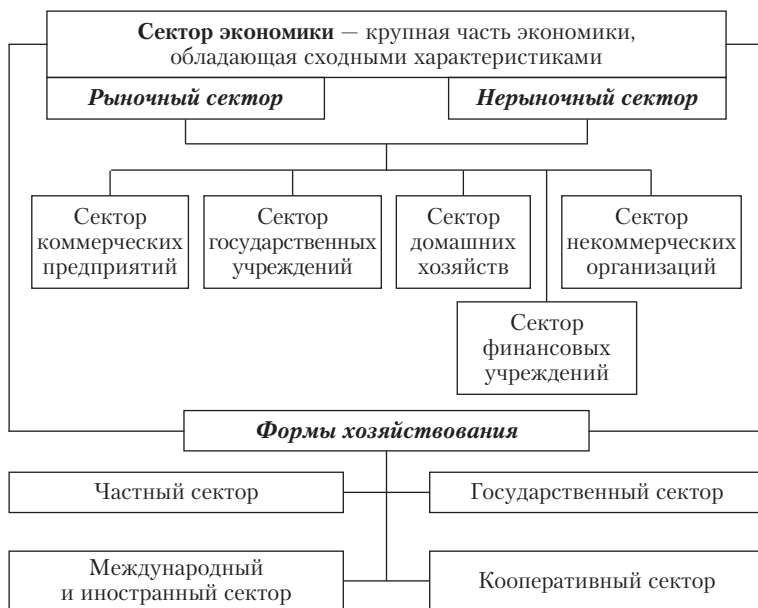 Сектор экономики — крупная часть экономики,
обладающая сходными характеристиками
Рыночный сектор
Нерыночный сектор
Сектор
коммерческих
предприятий
Сектор
государственных
учреждений
Сектор
домашних
хозяйств
Сектор
некоммерческих
организаций
Сектор
финансовых
учреждений
Формы хозяйствования
Частный сектор
Государственный сектор
Международный
и иностранный сектор
Кооперативный сектор